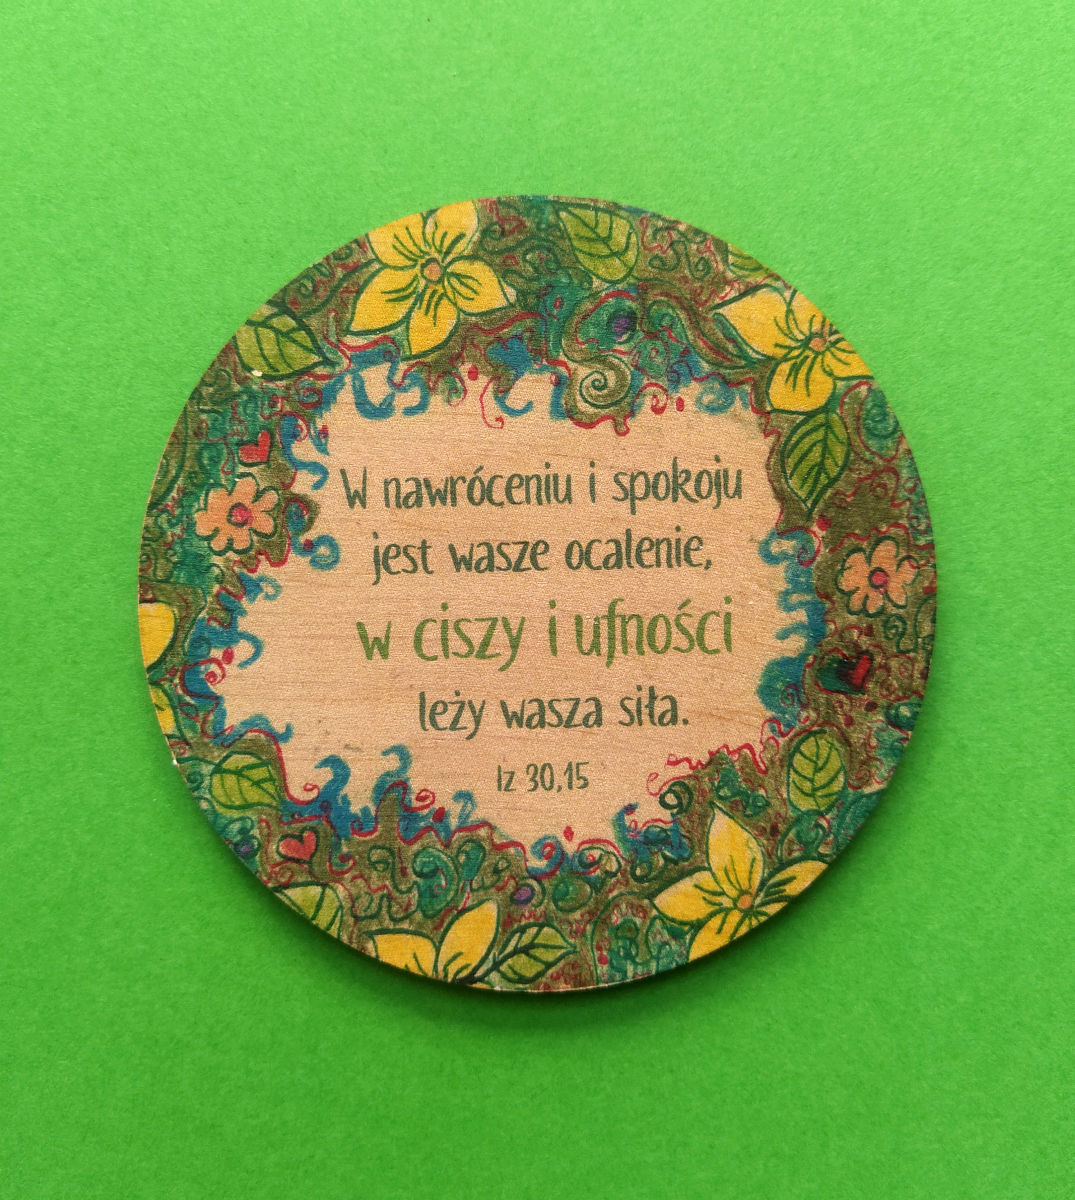 W nawróceniu i spokoju
jest wasze ocalenie,
w ciszy i ufności
leży wasza siła.
Iz 30,15